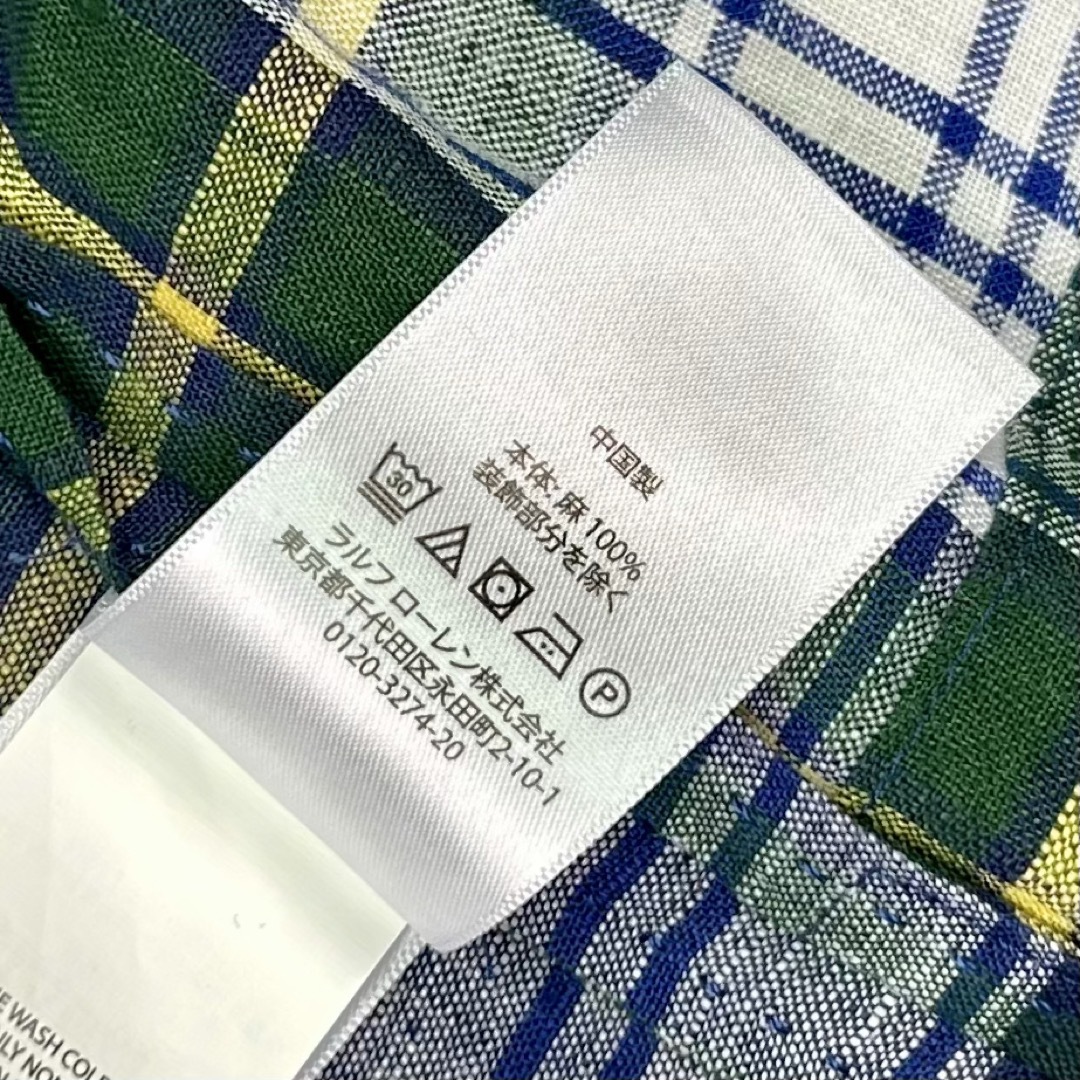 中国製
本体: 麻 100%
装飾部分を除く
30
P
ラルフ ローレン株式会社
東京都千代田区永田町2-10-1
0120-3274-20
WASH